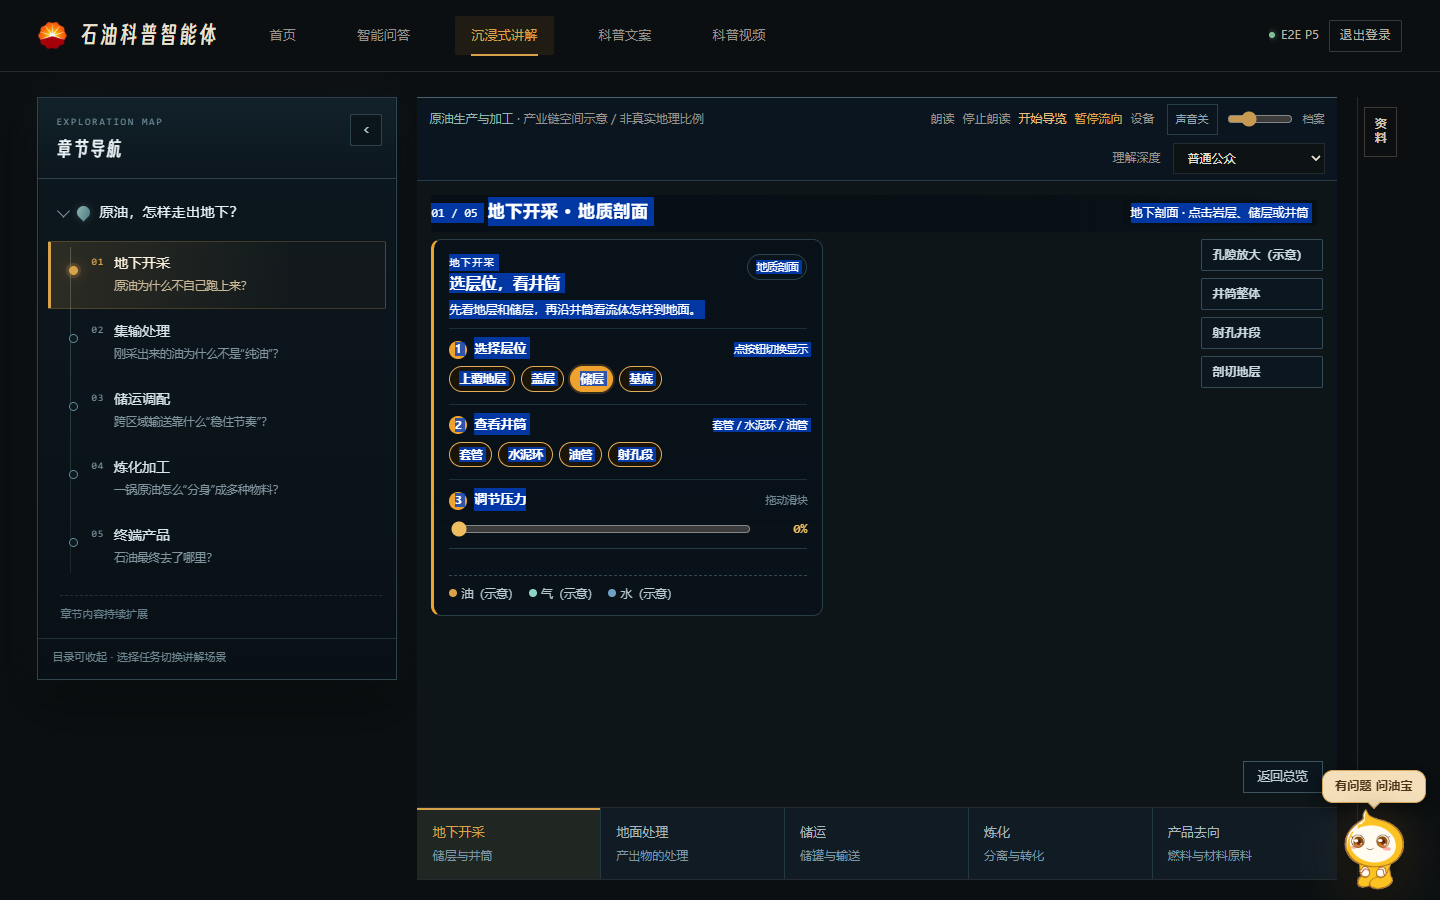 石油科普智能体
首页
智能问答
沉浸式讲解
科普文案
科普视频
E2E P5
退出登录
EXPLORATION MAP
章节导航
‹
原油，怎样走出地下？
01 地下开采
原油为什么不自己跑上来？
02 集输处理
刚采出来的油为什么不是“纯油”？
03 储运调配
跨区域输送靠什么“稳住节奏”？
04 炼化加工
一锅原油怎么“分身”成多种物料？
05 终端产品
石油最终去了哪里？
章节内容持续扩展
目录可收起 · 选择任务切换讲解场景
原油生产与加工 · 产业链空间示意 / 非真实地理比例
朗读 停止朗读 开始导览 暂停流向 设备 声音关 档案
理解深度 普通公众
资料
01 / 05 地下开采 · 地质剖面
地下剖面 · 点击岩层、储层或井筒
地下开采
选层位，看井筒
地质剖面
先看地层和储层，再沿井筒看流体怎样到地面。
1 选择层位 点按钮切换显示
上覆地层 盖层 储层 基底
2 查看井筒 套管 / 水泥环 / 油管
套管 水泥环 油管 射孔段
3 调节压力 拖动滑块
0%
油（示意） 气（示意） 水（示意）
孔隙放大（示意）
井筒整体
射孔井段
剖切地层
返回总览
有问题 问油宝
地下开采
储层与井筒
地面处理
产出物的处理
储运
储罐与输送
炼化
分离与转化
产品去向
燃料与材料原料